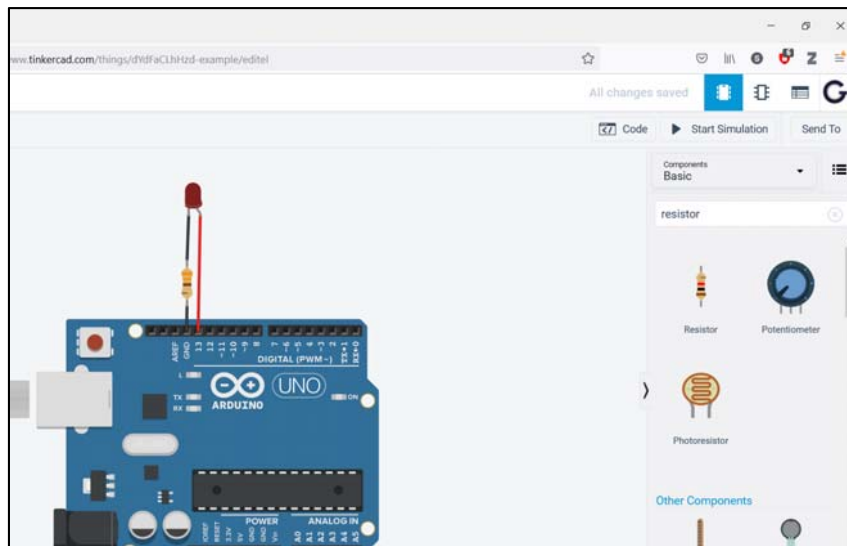 www.tinkercad.com/things/dYdFaCLhHzd-example/editel
All changes saved
Code
Start Simulation
Send To
Components
Basic
resistor
Resistor
Potentiometer
Photoresistor
Other Components
AREF
GND
13
12
~11
~10
~9
8
7
~6
~5
4
~3
2
TX→1
RX←0
DIGITAL (PWM~)
L
TX
RX
UNO
ARDUINO
ON
POWER
ANALOG IN
IOREF
RESET
3.3V
5V
GND
GND
Vin
A0
A1
A2
A3
A4
A5